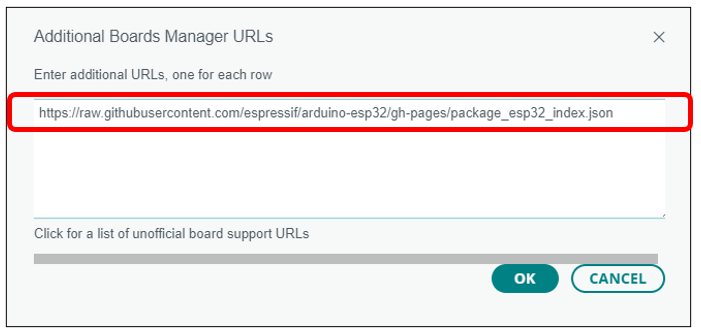 Additional Boards Manager URLs
Enter additional URLs, one for each row
https://raw.githubusercontent.com/espressif/arduino-esp32/gh-pages/package_esp32_index.json
Click for a list of unofficial board support URLs
OK
CANCEL